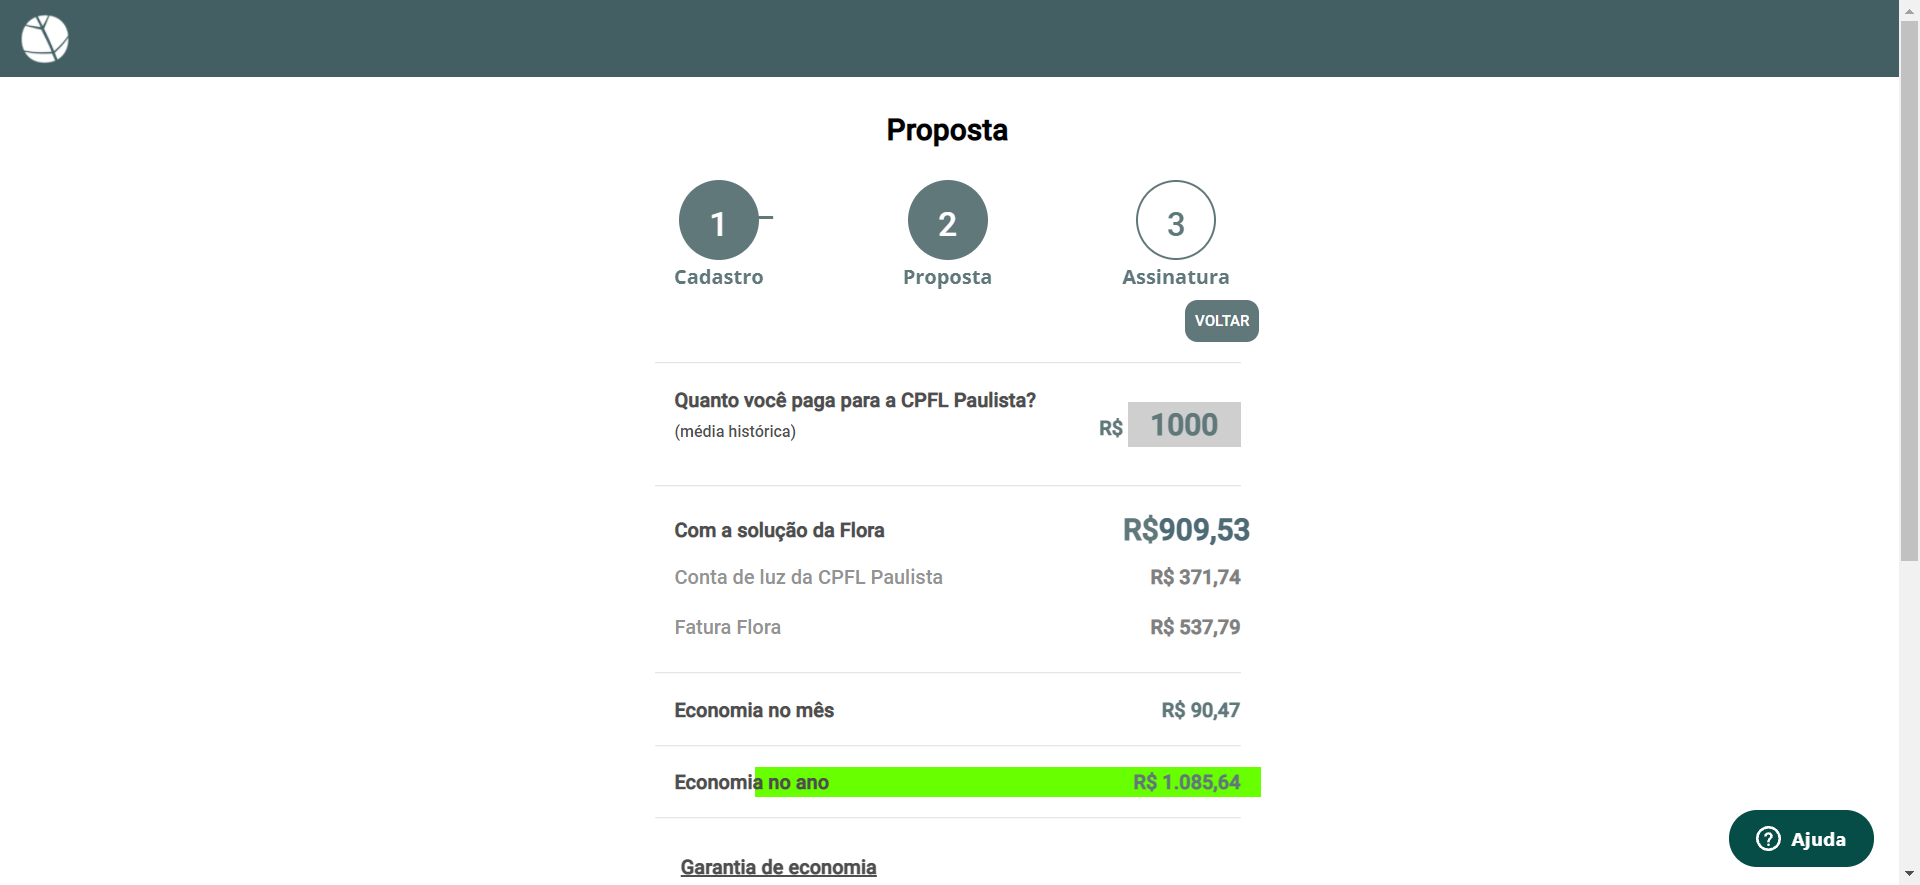 Proposta
1
2
3
Cadastro
Proposta
Assinatura
VOLTAR
Quanto você paga para a CPFL Paulista?
(média histórica)
R$ 1000
Com a solução da Flora R$909,53
Conta de luz da CPFL Paulista R$ 371,74
Fatura Flora R$ 537,79
Economia no mês R$ 90,47
Economia no ano R$ 1.085,64
Garantia de economia
? Ajuda